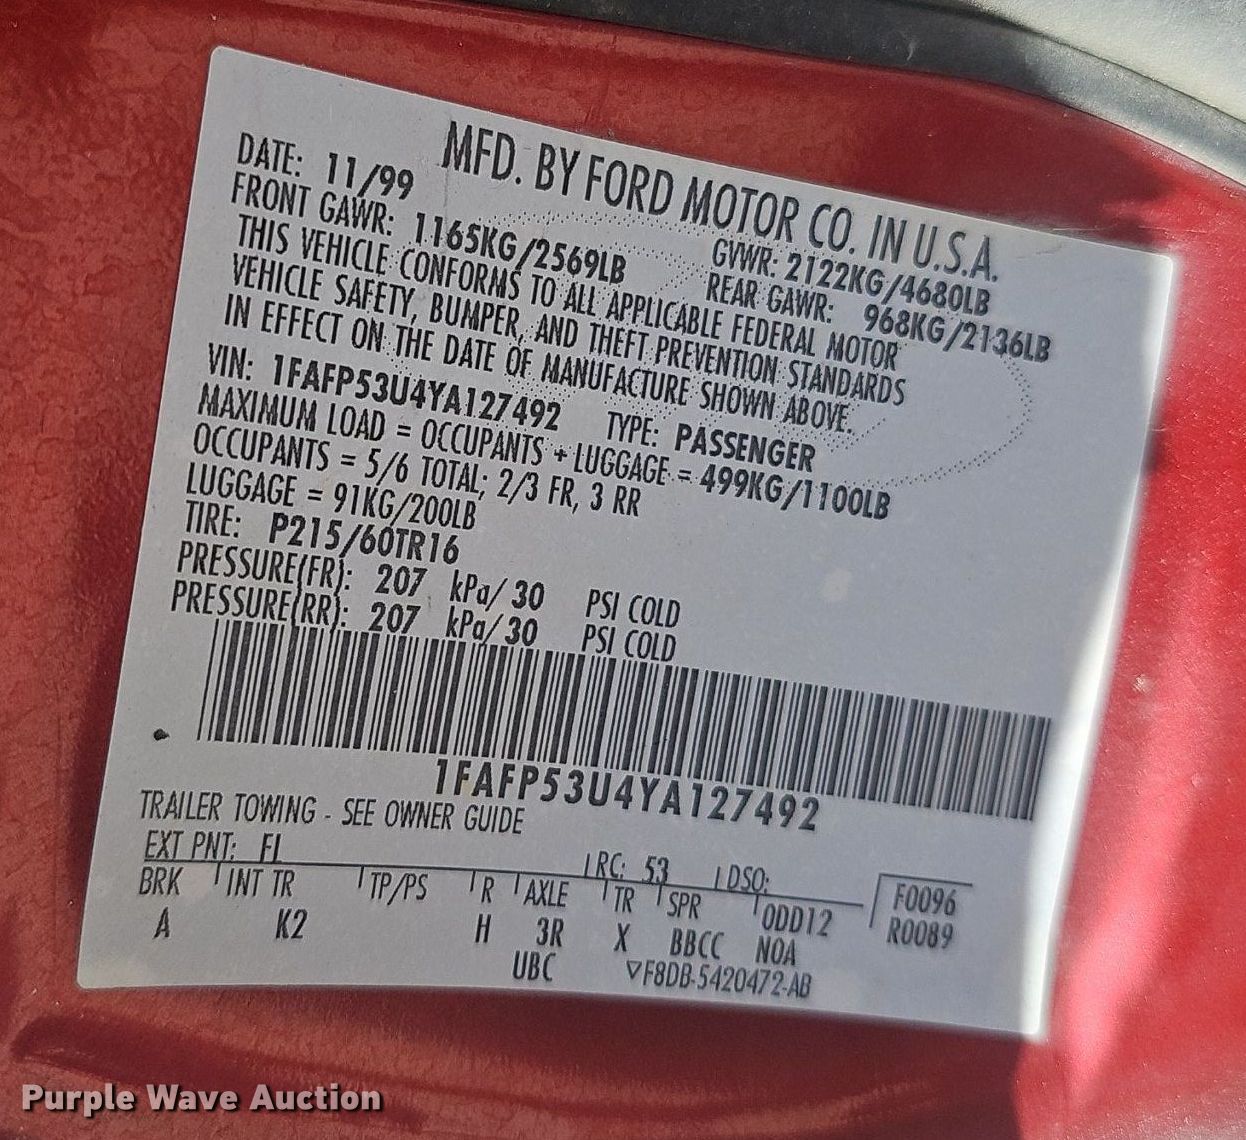 MFD. BY FORD MOTOR CO. IN U.S.A.
DATE: 11/99 GVWR: 2122KG/4680LB
FRONT GAWR: 1165KG/2569LB REAR GAWR: 968KG/2136LB
THIS VEHICLE CONFORMS TO ALL APPLICABLE FEDERAL MOTOR
VEHICLE SAFETY, BUMPER, AND THEFT PREVENTION STANDARDS
IN EFFECT ON THE DATE OF MANUFACTURE SHOWN ABOVE.
VIN: 1FAFP53U4YA127492 TYPE: PASSENGER
MAXIMUM LOAD = OCCUPANTS + LUGGAGE = 499KG/1100LB
OCCUPANTS = 5/6 TOTAL; 2/3 FR, 3 RR
LUGGAGE = 91KG/200LB
TIRE: P215/60TR16
PRESSURE(FR): 207 kPa/ 30 PSI COLD
PRESSURE(RR): 207 kPa/ 30 PSI COLD
1FAFP53U4YA127492
TRAILER TOWING - SEE OWNER GUIDE
EXT PNT: FL RC: 53 DSO: F0096
BRK INT TR TP/PS R AXLE TR SPR ODD12 R0089
A K2 H 3R X BBCC NOA
UBC ▽F8DB-5420472-AB
Purple Wave Auction